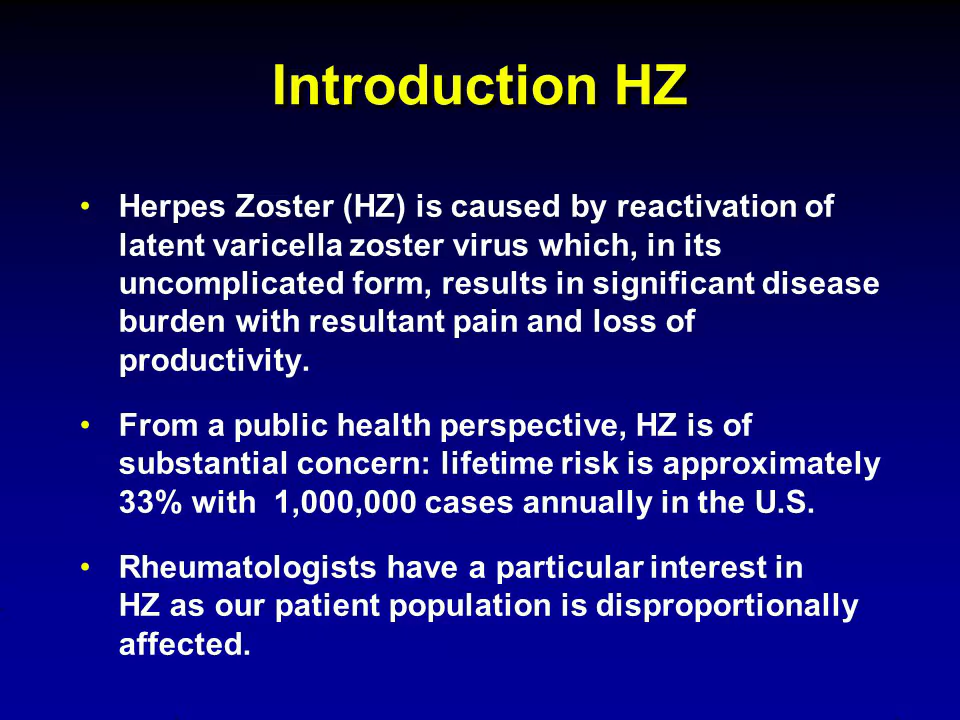 Introduction HZ
• Herpes Zoster (HZ) is caused by reactivation of
latent varicella zoster virus which, in its
uncomplicated form, results in significant disease
burden with resultant pain and loss of
productivity.
• From a public health perspective, HZ is of
substantial concern: lifetime risk is approximately
33% with  1,000,000 cases annually in the U.S.
• Rheumatologists have a particular interest in
HZ as our patient population is disproportionally
affected.